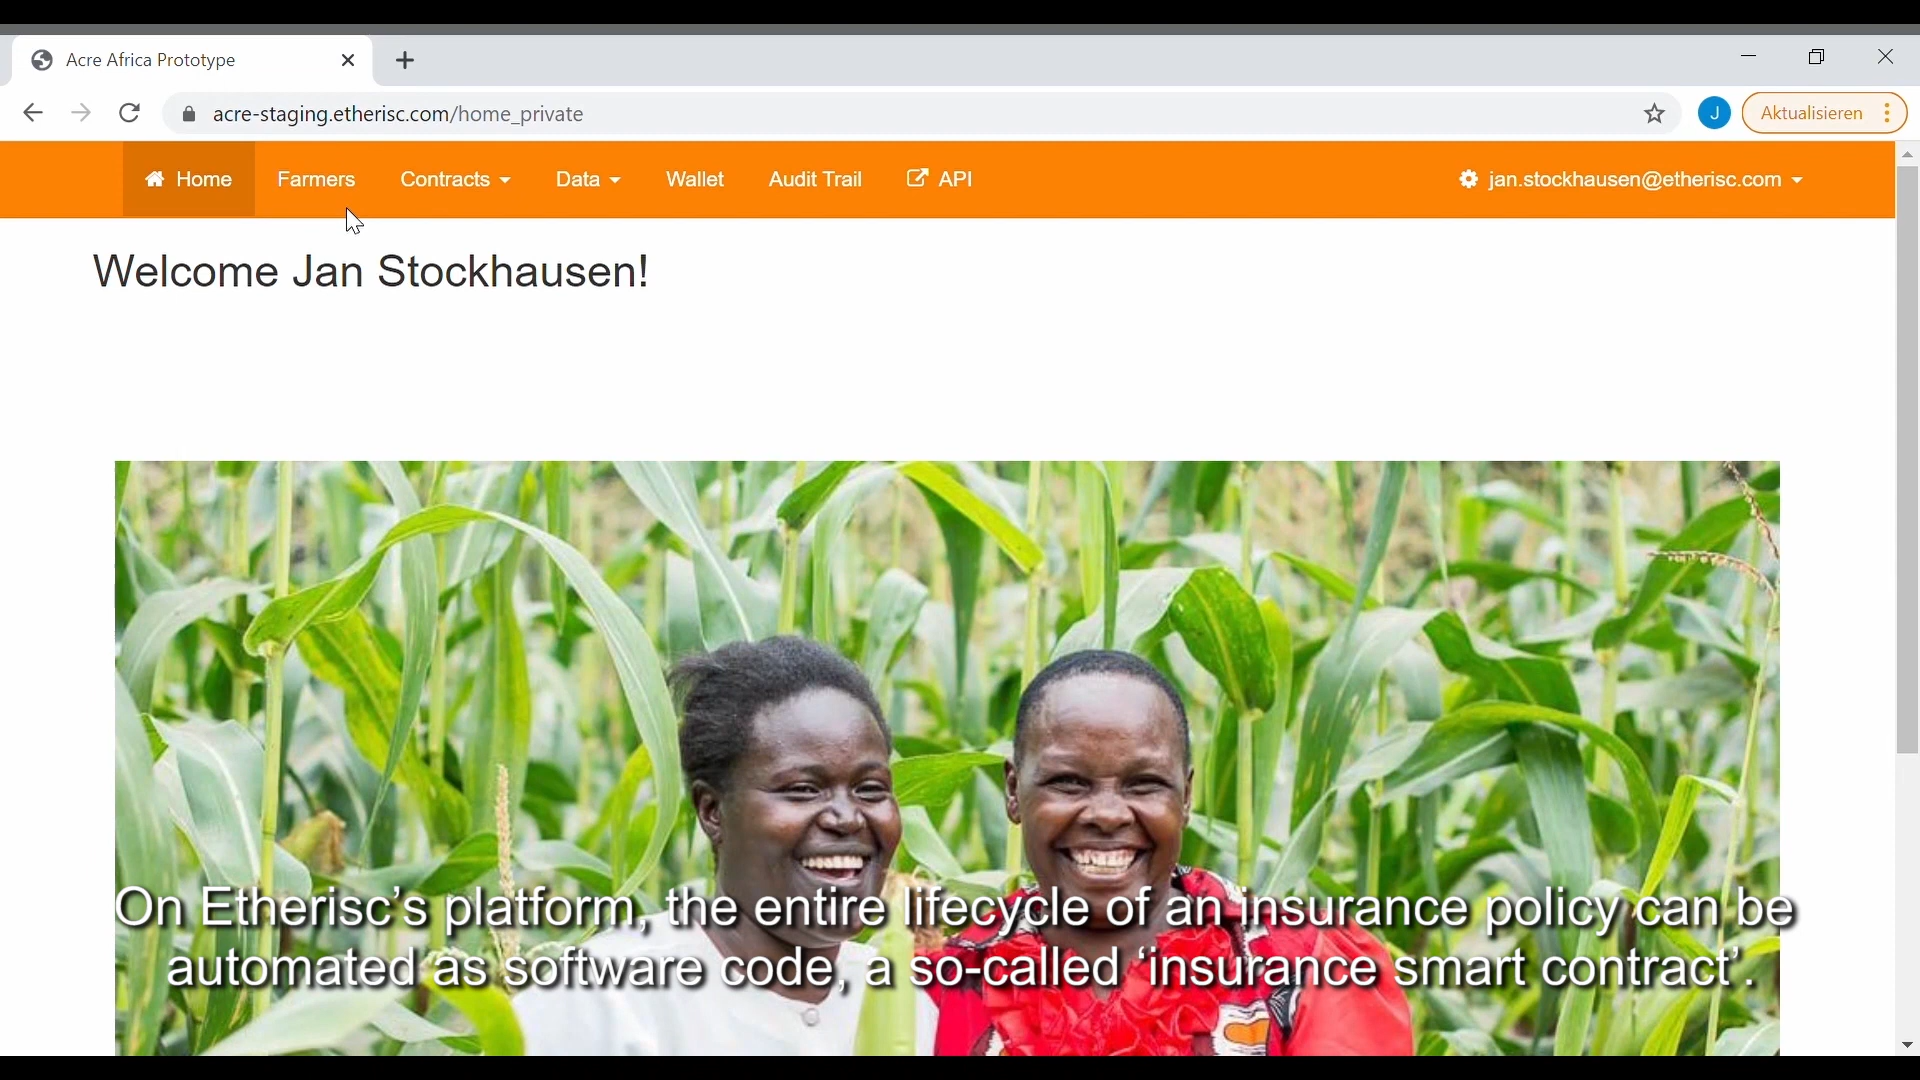 Acre Africa Prototype
acre-staging.etherisc.com/home_private
J
Aktualisieren
Home Farmers Contracts Data Wallet Audit Trail API jan.stockhausen@etherisc.com
Welcome Jan Stockhausen!
On Etherisc’s platform, the entire lifecycle of an insurance policy can be
automated as software code, a so-called ‘insurance smart contract’.